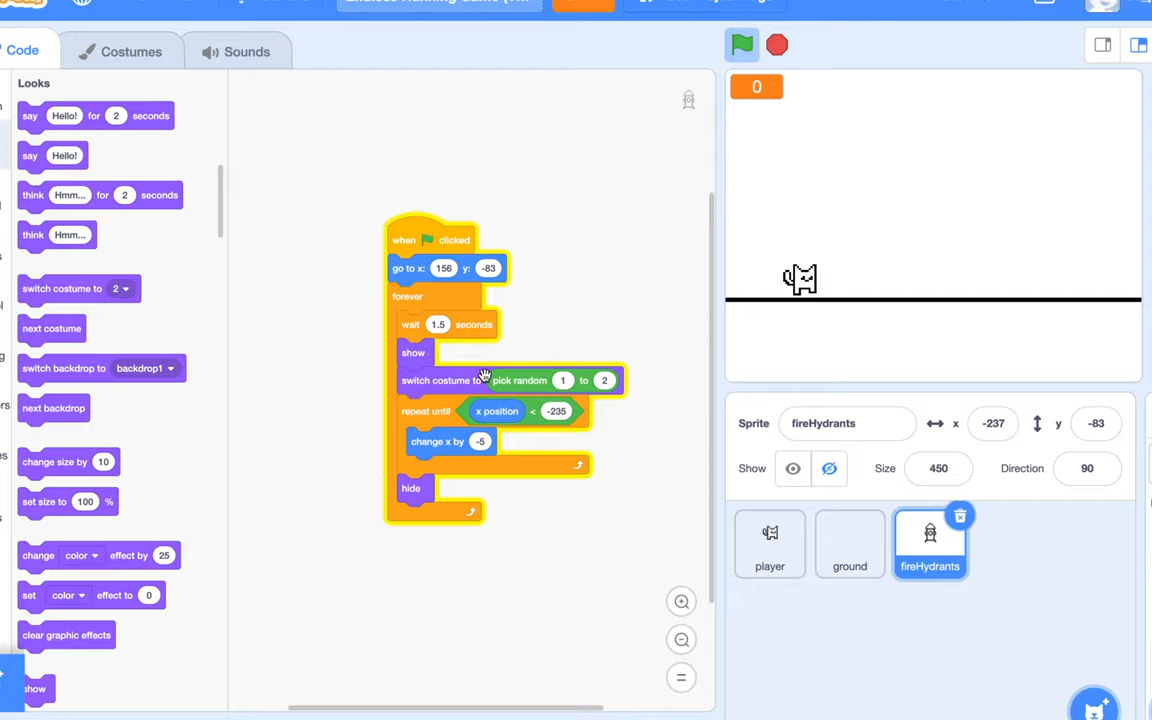 Code
Costumes
Sounds
Looks
say Hello! for 2 seconds
say Hello!
think Hmm... for 2 seconds
think Hmm...
switch costume to 2
next costume
switch backdrop to backdrop1
next backdrop
change size by 10
set size to 100 %
change color effect by 25
set color effect to 0
clear graphic effects
show
when clicked
go to x: 156 y: -83
forever
wait 1.5 seconds
show
switch costume to pick random 1 to 2
repeat until x position < -235
change x by -5
hide
0
Sprite fireHydrants x -237 y -83
Show Size 450 Direction 90
player
ground
fireHydrants